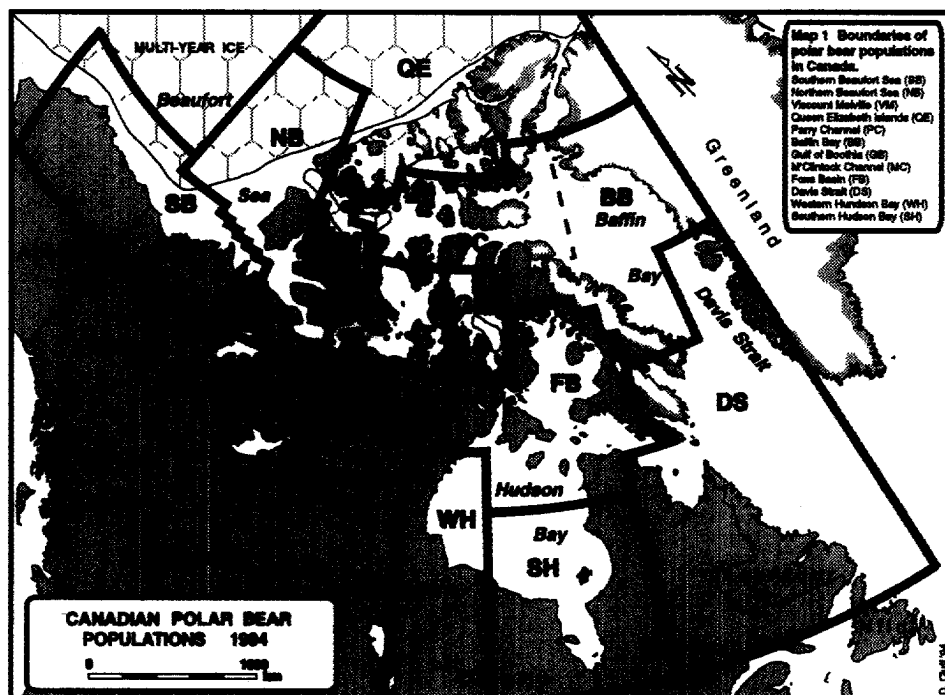 MULTI-YEAR ICE
Beaufort
QE
NB
SB
Sea
BB
Baffin
Bay
Greenland
Davis Strait
FB
DS
WH
Hudson
Bay
SH
N
Map 1 Boundaries of
polar bear populations
in Canada.
Southern Beaufort Sea (SB)
Northern Beaufort Sea (NB)
Viscount Melville (VM)
Queen Elizabeth Islands (QE)
Parry Channel (PC)
Baffin Bay (BB)
Gulf of Boothia (GB)
M'Clintock Channel (MC)
Foxe Basin (FB)
Davis Strait (DS)
Western Hundson Bay (WH)
Southern Hudson Bay (SH)
CANADIAN POLAR BEAR
POPULATIONS 1994
0 1000
km